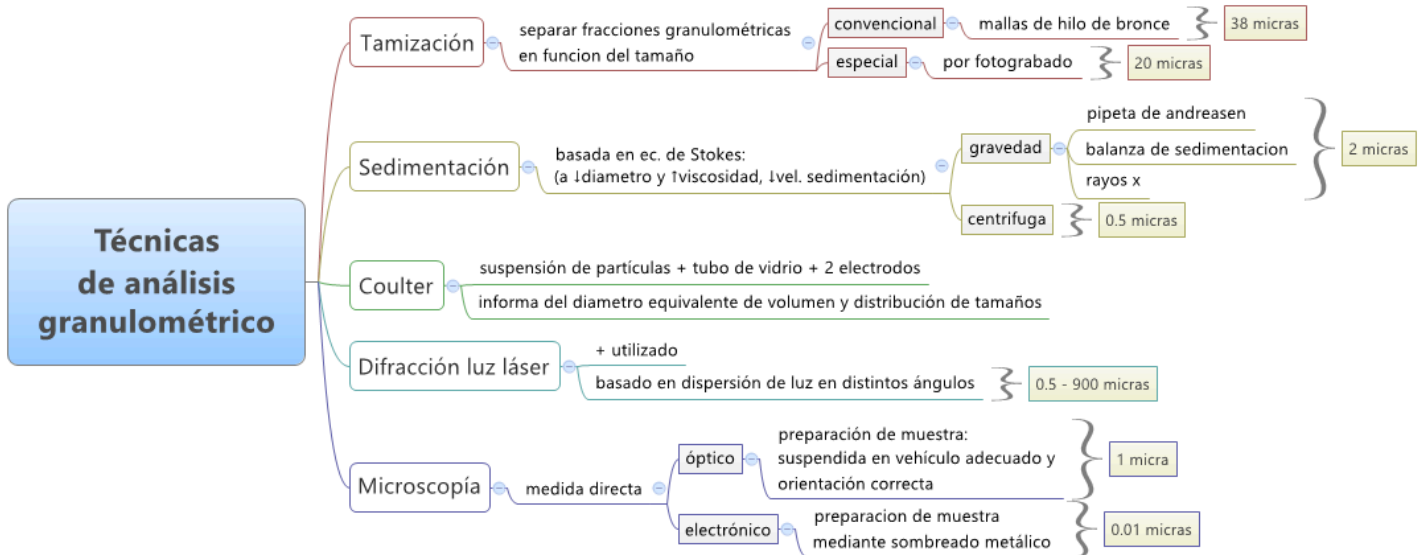 Técnicas
de análisis
granulométrico
Tamización
separar fracciones granulométricas
en funcion del tamaño
convencional
mallas de hilo de bronce
38 micras
especial
por fotograbado
20 micras
Sedimentación
basada en ec. de Stokes:
(a ↓diametro y ↑viscosidad, ↓vel. sedimentación)
gravedad
pipeta de andreasen
balanza de sedimentacion
rayos x
2 micras
centrifuga
0.5 micras
Coulter
suspensión de partículas + tubo de vidrio + 2 electrodos
informa del diametro equivalente de volumen y distribución de tamaños
Difracción luz láser
+ utilizado
basado en dispersión de luz en distintos ángulos
0.5 - 900 micras
Microscopía
medida directa
óptico
preparación de muestra:
suspendida en vehículo adecuado y
orientación correcta
1 micra
electrónico
preparacion de muestra
mediante sombreado metálico
0.01 micras